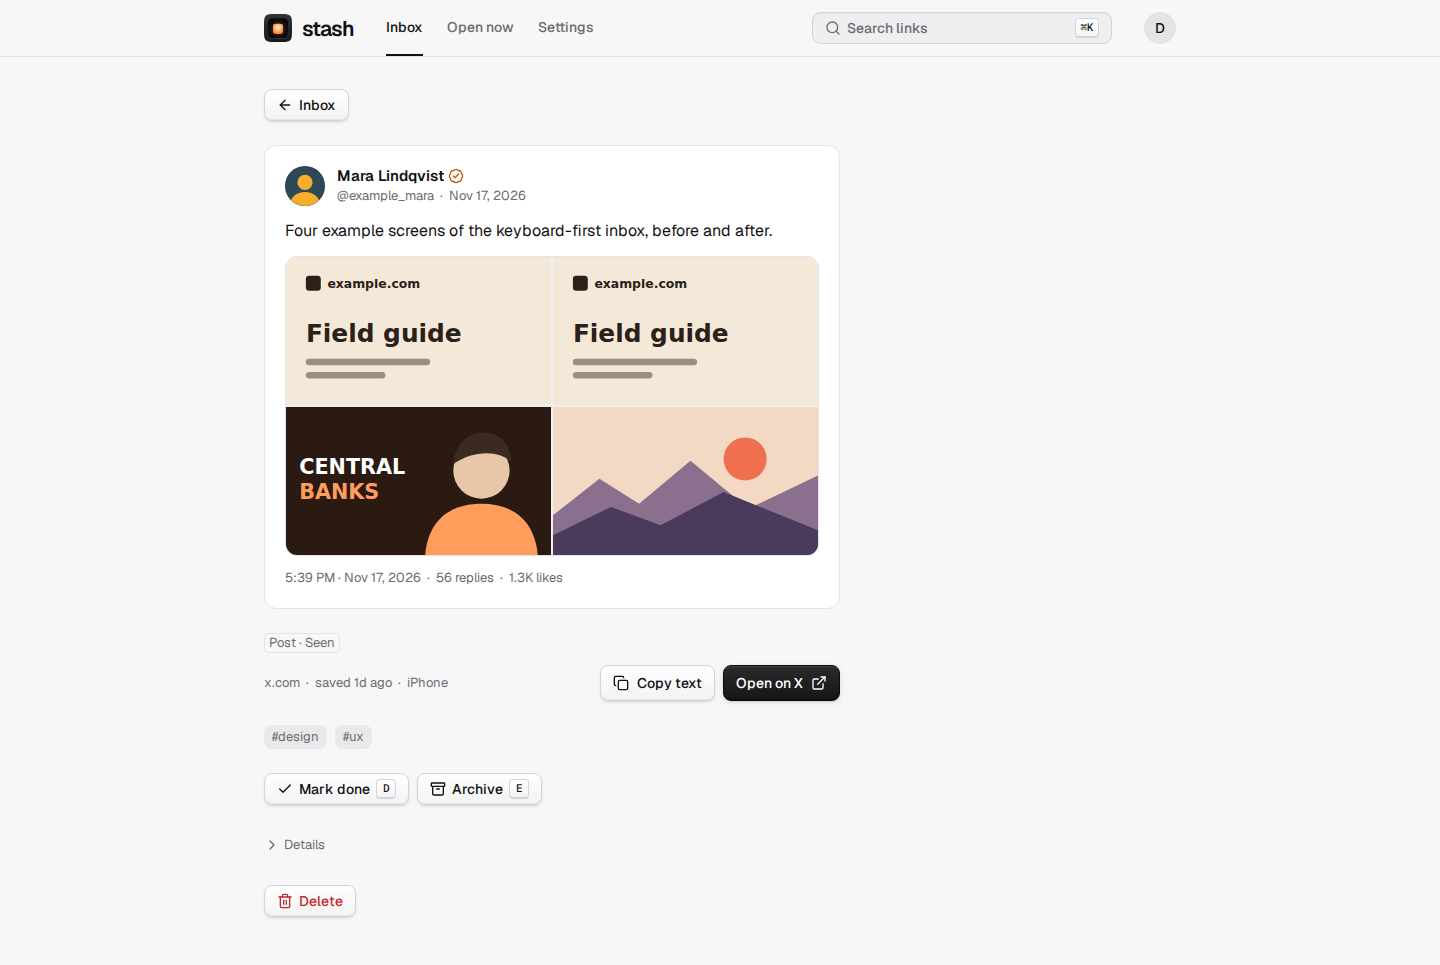 stash
Inbox
Open now
Settings
Search links
⌘K
D
Inbox
Mara Lindqvist
@example_mara · Nov 17, 2026
Four example screens of the keyboard-first inbox, before and after.
example.com
Field guide
example.com
Field guide
CENTRAL
BANKS
5:39 PM · Nov 17, 2026 · 56 replies · 1.3K likes
Post · Seen
x.com · saved 1d ago · iPhone
Copy text
Open on X
#design
#ux
Mark done D
Archive E
Details
Delete